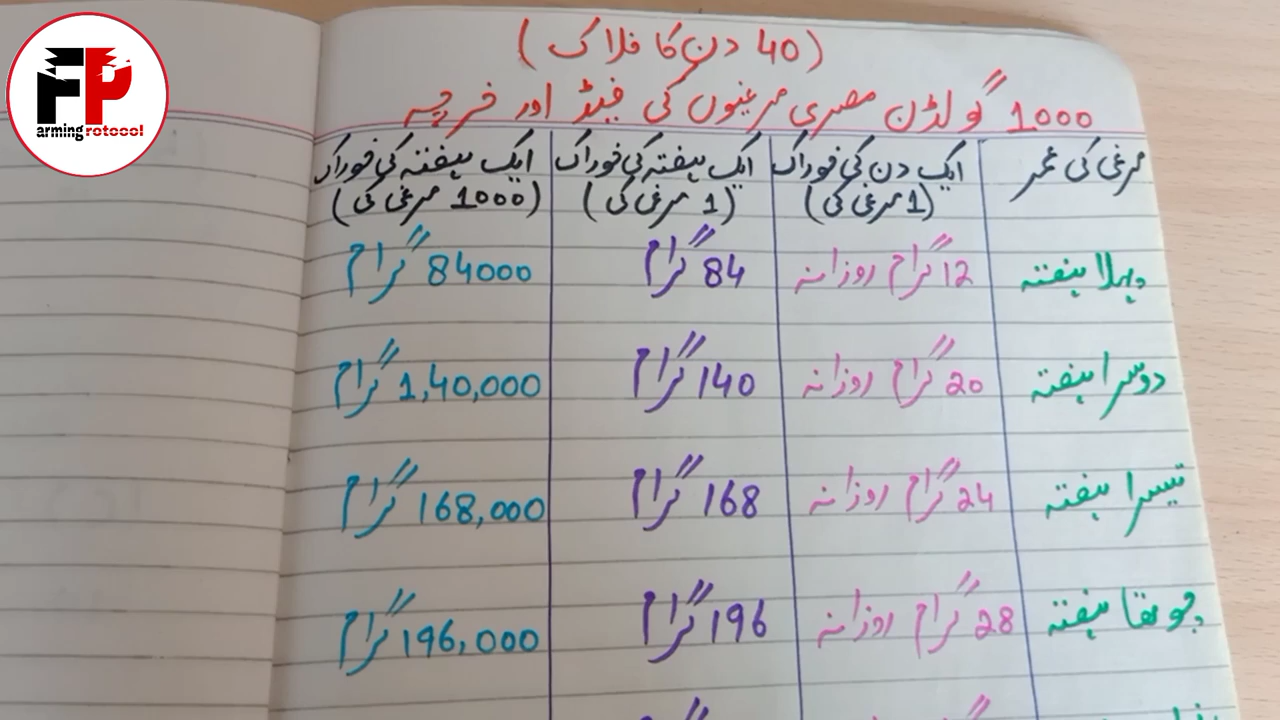 FP
arming rotocol
(40 دن کا فلاک)
1000 گولڈن مصری مرغیوں کی فیڈ اور خرچہ
مرغی کی عمر
ایک دن کی خوراک
(1 مرغی کی)
ایک ہفتہ کی خوراک
(1 مرغی کی)
ایک ہفتہ کی خوراک
(1000 مرغی کی)
پہلا ہفتہ 12 گرام روزانہ 84 گرام 84000 گرام
دوسرا ہفتہ 20 گرام روزانہ 140 گرام 1,40,000 گرام
تیسرا ہفتہ 24 گرام روزانہ 168 گرام 168,000 گرام
چوتھا ہفتہ 28 گرام روزانہ 196 گرام 196,000 گرام